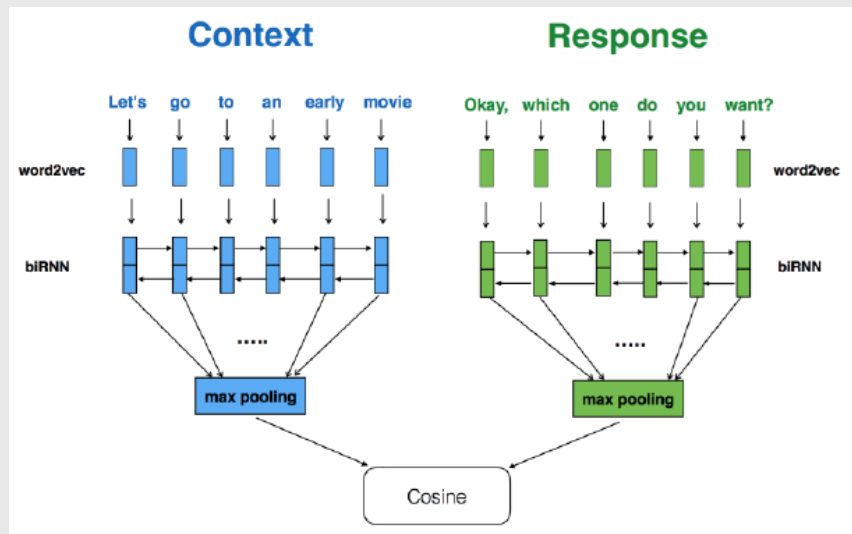 Context Response
Let's go to an early movie
Okay, which one do you want?
word2vec word2vec
biRNN biRNN
.....
.....
max pooling max pooling
Cosine